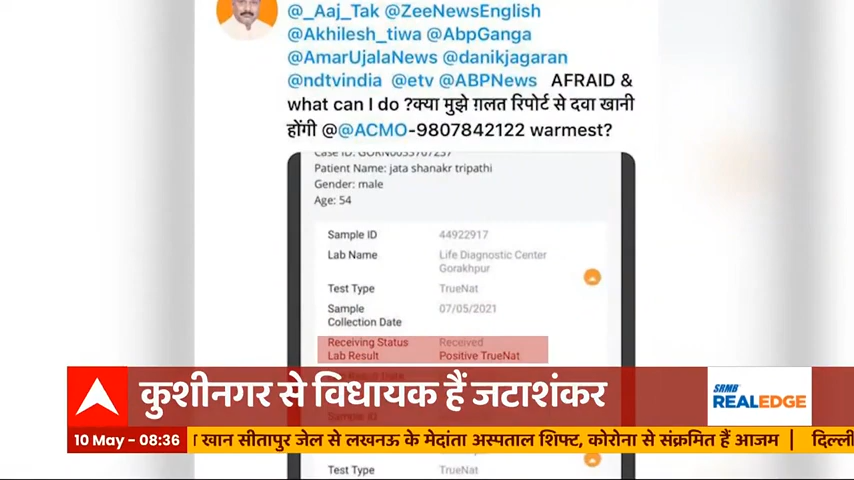 @_Aaj_Tak @ZeeNewsEnglish
@Akhilesh_tiwa @AbpGanga
@AmarUjalaNews @danikjagaran
@ndtvindia @etv @ABPNews AFRAID &
what can I do ?क्या मुझे ग़लत रिपोर्ट से दवा खानी
होंगी @@ACMO-9807842122 warmest?
Case ID: GORN0033707237
Patient Name: jata shanakr tripathi
Gender: male
Age: 54
Sample ID 44922917
Lab Name Life Diagnostic Center
Gorakhpur
Test Type TrueNat
Sample 07/05/2021
Collection Date
Receiving Status Received
Lab Result Positive TrueNat
कुशीनगर से विधायक हैं जटाशंकर
SRMB
REALEDGE
10 May - 08:36 खान सीतापुर जेल से लखनऊ के मेदांता अस्पताल शिफ्ट, कोरोना से संक्रमित हैं आजम | दिल्ली
Test Type TrueNat